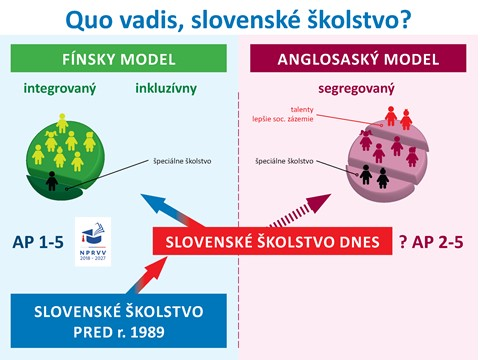 Quo vadis, slovenské školstvo?
FÍNSKY MODEL
integrovaný inkluzívny
špeciálne školstvo
ANGLOSASKÝ MODEL
segregovaný
talenty
lepšie soc. zázemie
špeciálne školstvo
AP 1-5
NPRVV
2018 - 2027
SLOVENSKÉ ŠKOLSTVO DNES
? AP 2-5
SLOVENSKÉ ŠKOLSTVO
PRED r. 1989